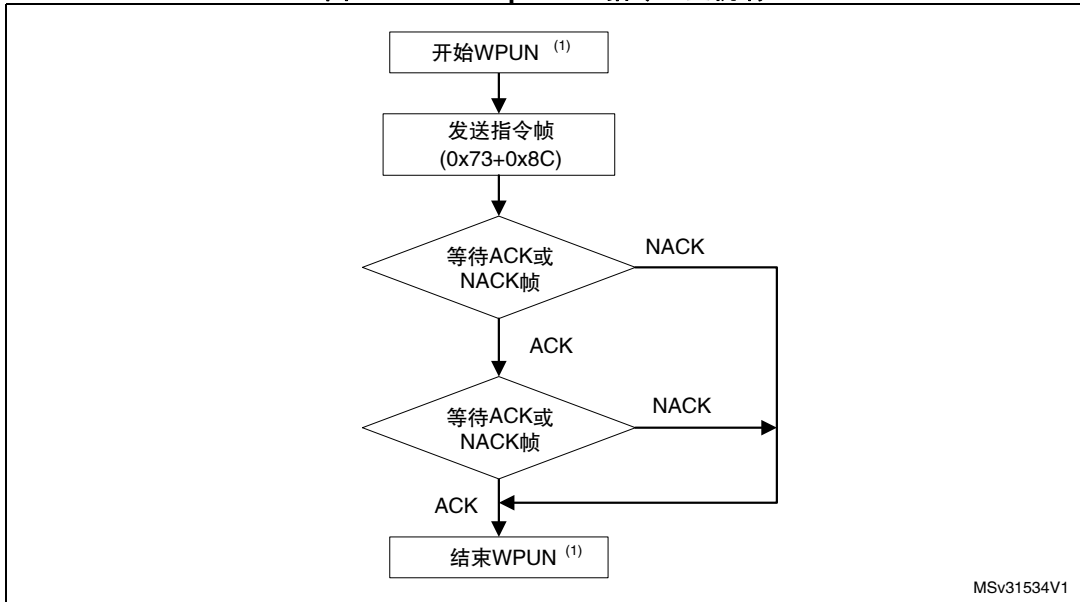 开始WPUN (1)
发送指令帧
(0x73+0x8C)
等待ACK或
NACK帧
NACK
ACK
等待ACK或
NACK帧
NACK
ACK
结束WPUN (1)
MSv31534V1